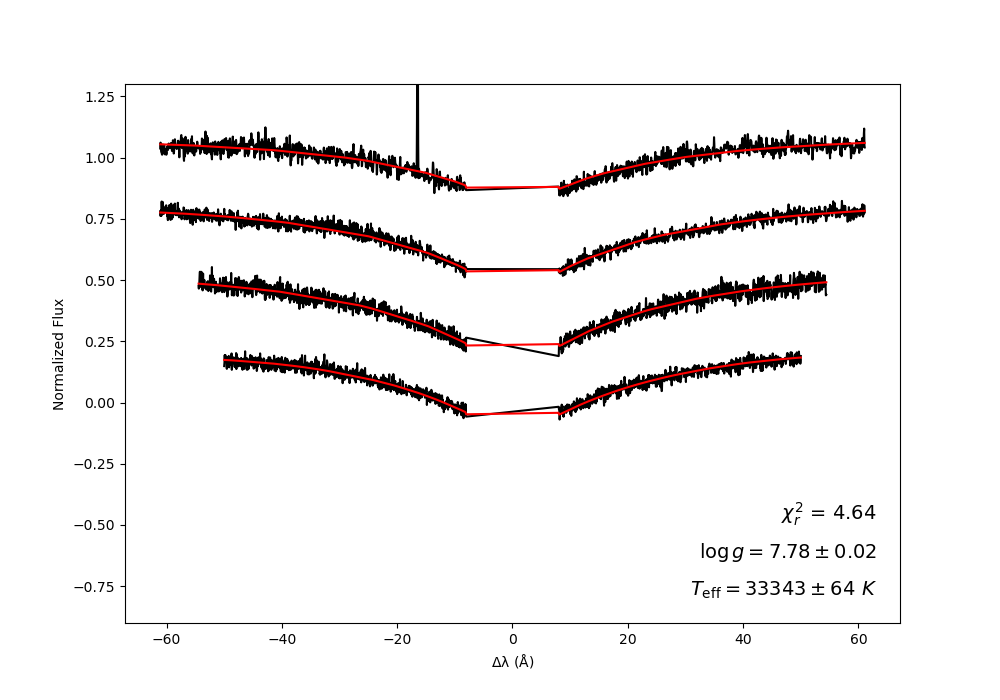 1.25
1.00
0.75
0.50
0.25
0.00
−0.25
−0.50
−0.75
Normalized Flux
χ²ᵣ = 4.64
log g = 7.78 ± 0.02
T_eff = 33343 ± 64 K
−60 −40 −20 0 20 40 60
Δλ (Å)